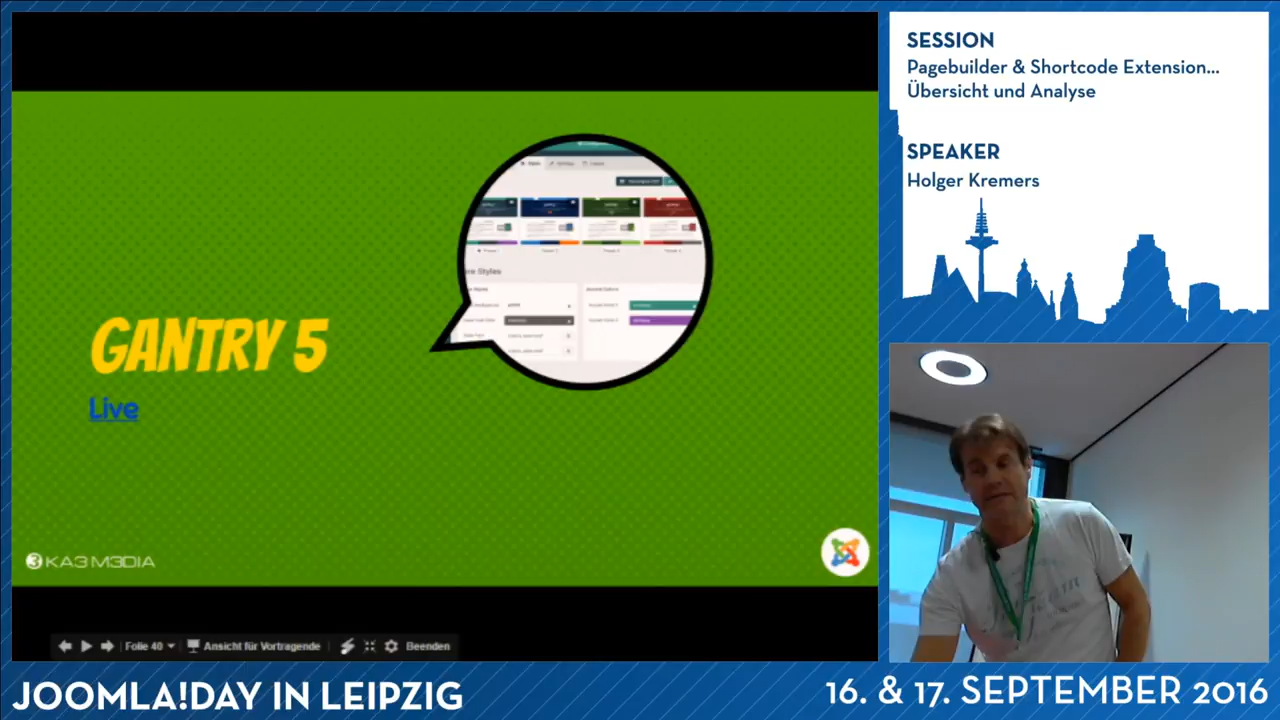 SESSION
Pagebuilder & Shortcode Extension...
Übersicht und Analyse
SPEAKER
Holger Kremers
GANTRY 5
Live
3 KA3 M3DIA
Folie 40
Ansicht für Vortragende
Beenden
JOOMLA!DAY IN LEIPZIG
16. & 17. SEPTEMBER 2016